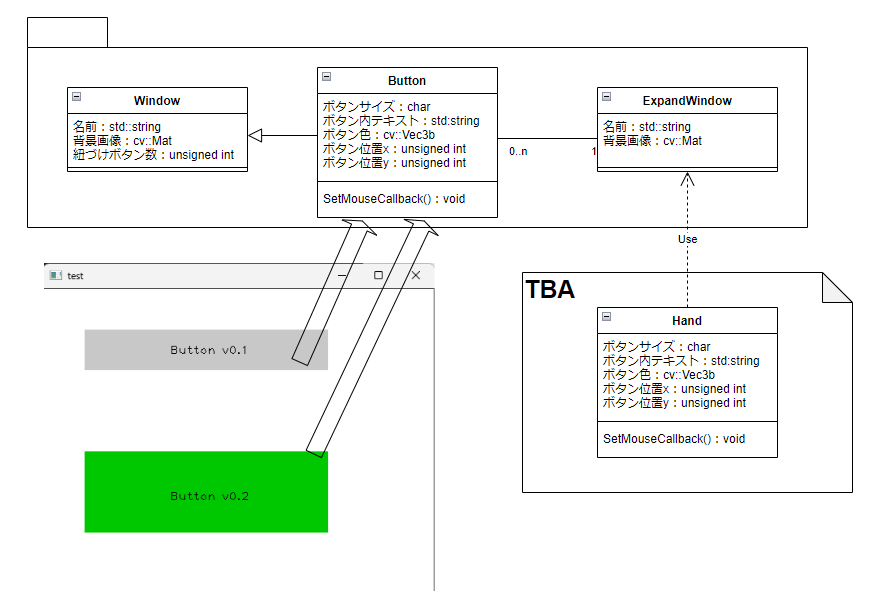 Window
名前：std::string
背景画像：cv::Mat
紐づけボタン数：unsigned int
Button
ボタンサイズ：char
ボタン内テキスト：std:string
ボタン色：cv::Vec3b
ボタン位置x：unsigned int
ボタン位置y：unsigned int
SetMouseCallback()：void
0..n
1
ExpandWindow
名前：std::string
背景画像：cv::Mat
Use
test
Button v0.1
Button v0.2
TBA
Hand
ボタンサイズ：char
ボタン内テキスト：std:string
ボタン色：cv::Vec3b
ボタン位置x：unsigned int
ボタン位置y：unsigned int
SetMouseCallback()：void